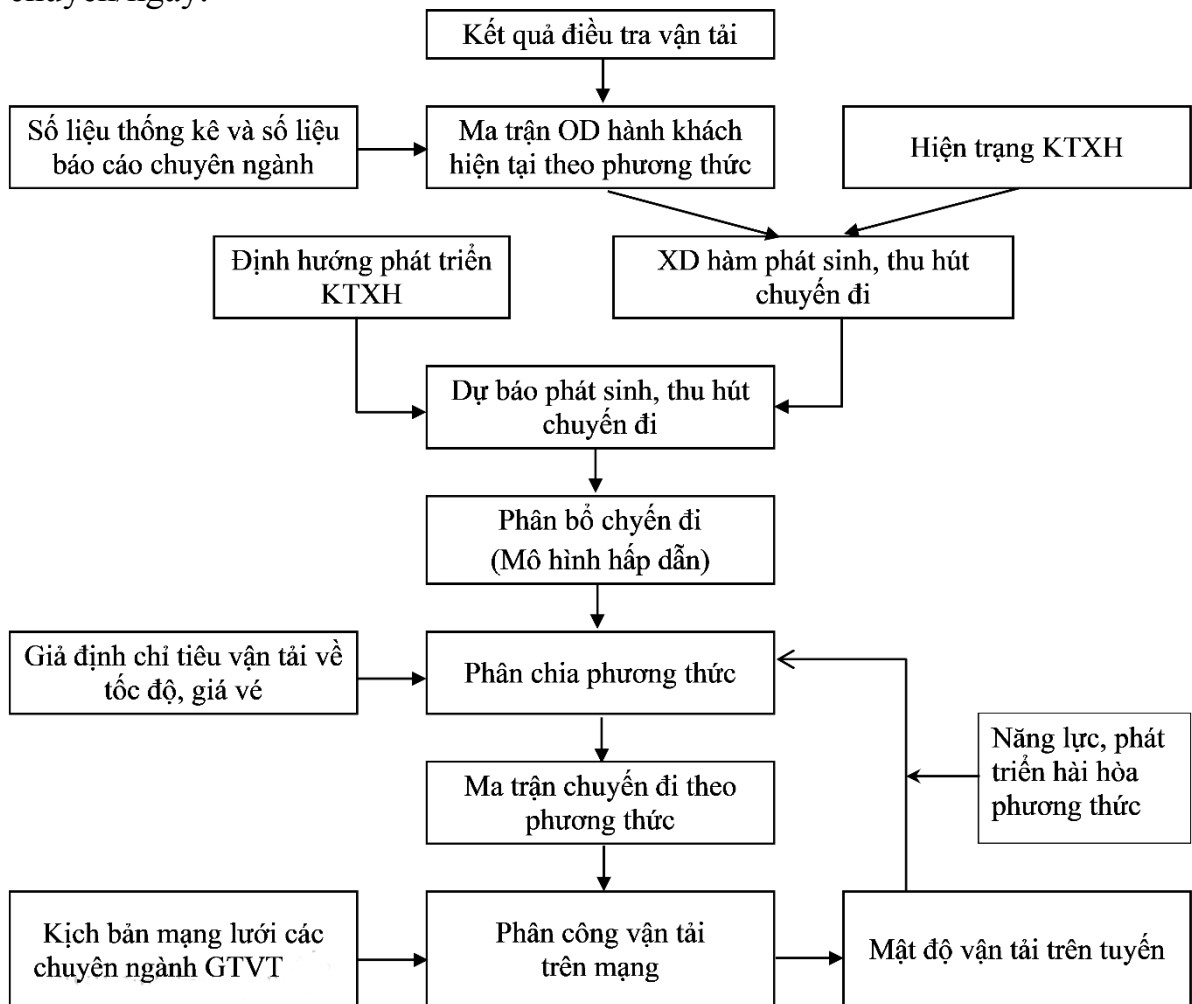 chuyến/ngày.
Kết quả điều tra vận tải
Số liệu thống kê và số liệu
báo cáo chuyên ngành
Ma trận OD hành khách
hiện tại theo phương thức
Hiện trạng KTXH
Định hướng phát triển
KTXH
XD hàm phát sinh, thu hút
chuyến đi
Dự báo phát sinh, thu hút
chuyến đi
Phân bổ chyến đi
(Mô hình hấp dẫn)
Giả định chỉ tiêu vận tải về
tốc độ, giá vé
Phân chia phương thức
Năng lực, phát
triển hài hòa
phương thức
Ma trận chuyến đi theo
phương thức
Kịch bản mạng lưới các
chuyên ngành GTVT
Phân công vận tải
trên mạng
Mật độ vận tải trên tuyến